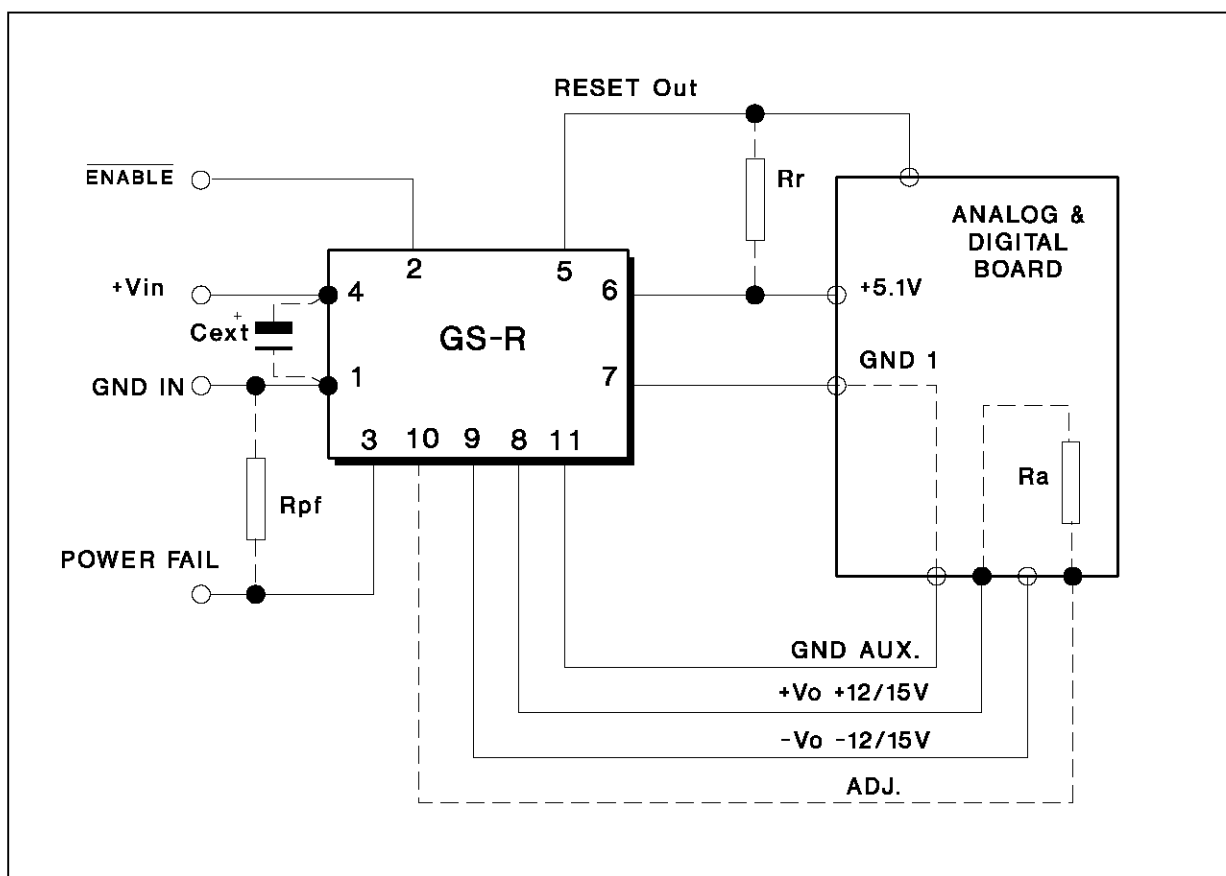 RESET Out
ENABLE
Rr
ANALOG &
DIGITAL
BOARD
2
5
+Vin
4
6
+5.1V
+
Cext
GS-R
GND IN
1
7
GND 1
3
10
9
8
11
Rpf
Ra
POWER FAIL
GND AUX.
+Vo +12/15V
-Vo -12/15V
ADJ.